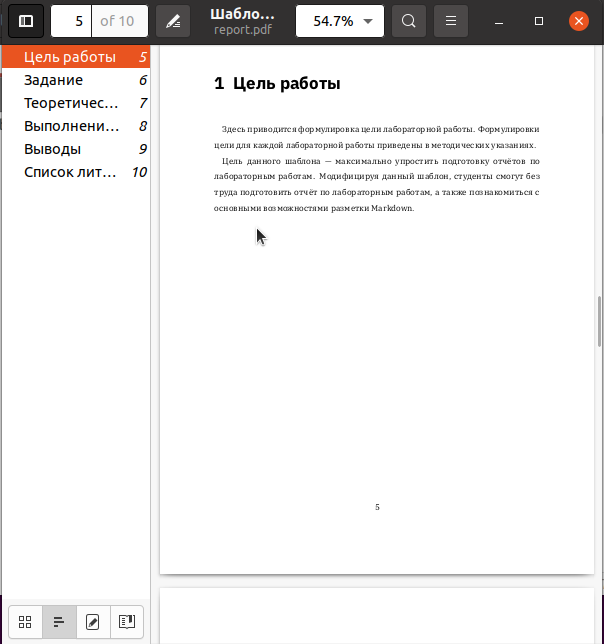 5 of 10
Шабло...
report.pdf
54.7%
Цель работы 5
Задание 6
Теоретичес... 7
Выполнени... 8
Выводы 9
Список лит... 10
1 Цель работы
Здесь приводится формулировка цели лабораторной работы. Формулировки
цели для каждой лабораторной работы приведены в методических указаниях.
Цель данного шаблона — максимально упростить подготовку отчётов по
лабораторным работам. Модифицируя данный шаблон, студенты смогут без
труда подготовить отчёт по лабораторным работам, а также познакомиться с
основными возможностями разметки Markdown.
5